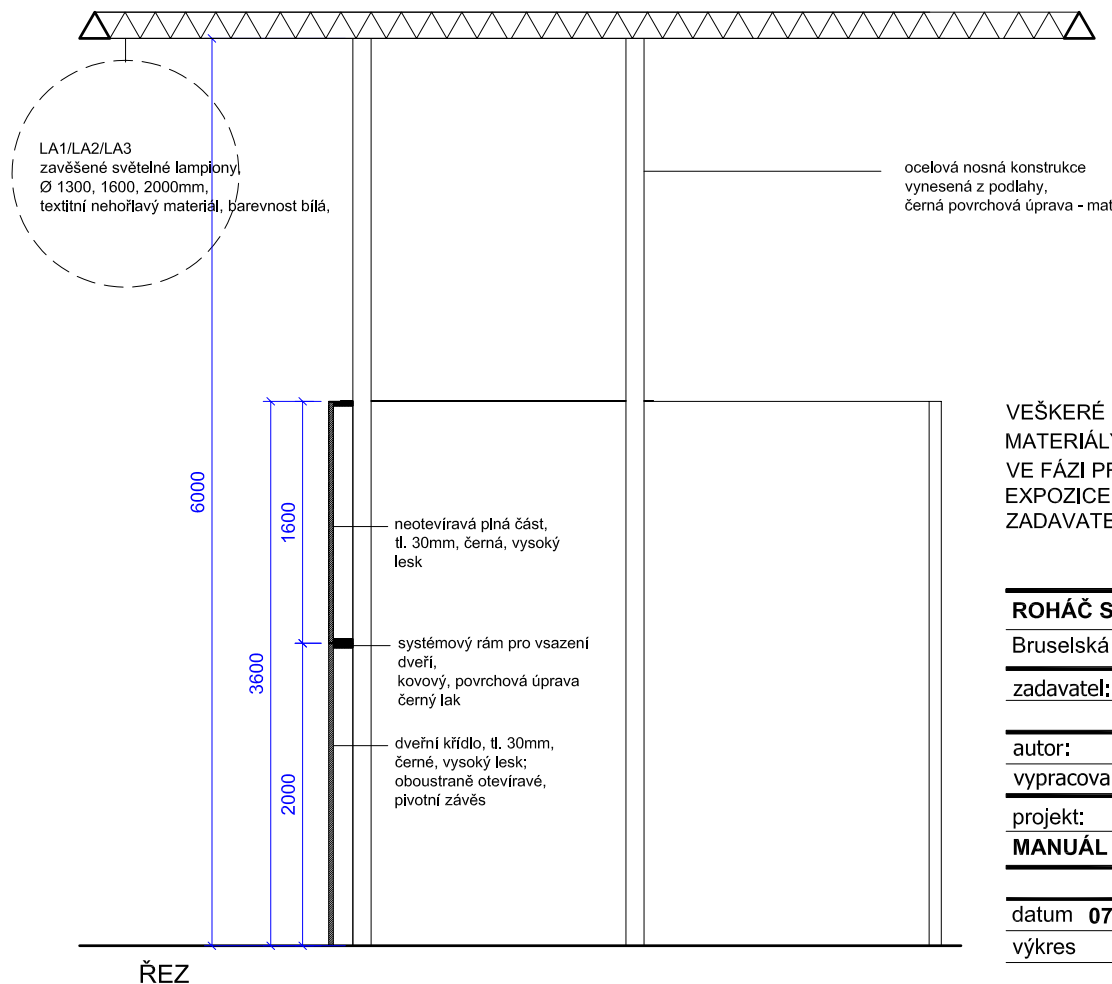 LA1/LA2/LA3
zavěšené světelné lampiony,
Ø 1300, 1600, 2000mm,
textitní nehořlavý materiál, barevnost bílá,
ocelová nosná konstrukce
vynesená z podlahy,
černá povrchová úprava - mat
6000
3600
1600
2000
neotevíravá plná část,
tl. 30mm, černá, vysoký
lesk
systémový rám pro vsazení
dveří,
kovový, povrchová úprava
černý lak
dveřní křídlo, tl. 30mm,
černé, vysoký lesk;
oboustraně otevíravé,
pivotní závěs
ŘEZ
VEŠKERÉ
MATERIÁLY
VE FÁZI PŘ
EXPOZICE
ZADAVATE
ROHÁČ S
Bruselská
zadavatel:
autor:
vypracova
projekt:
MANUÁL
datum 07
výkres